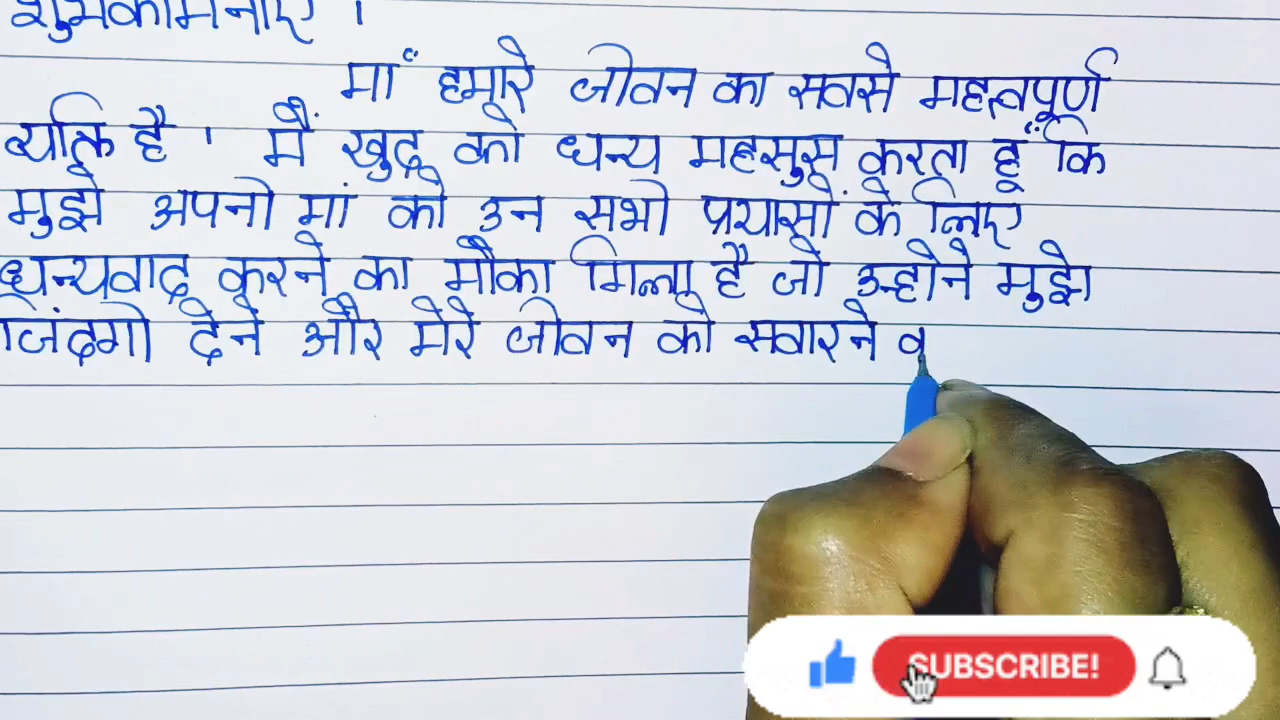 शुभकामनाएं ।
मां हमारे जीवन का सबसे महत्वपूर्ण
व्यक्ति है । मैं खुद को धन्य महसुस करता हूं कि
मुझे अपनी मां को उन सभी प्रयासों के लिए
धन्यवाद करने का मौका मिला है जो उन्होने मुझे
जिंदगी देने और मेरे जीवन को सवारने
SUBSCRIBE!